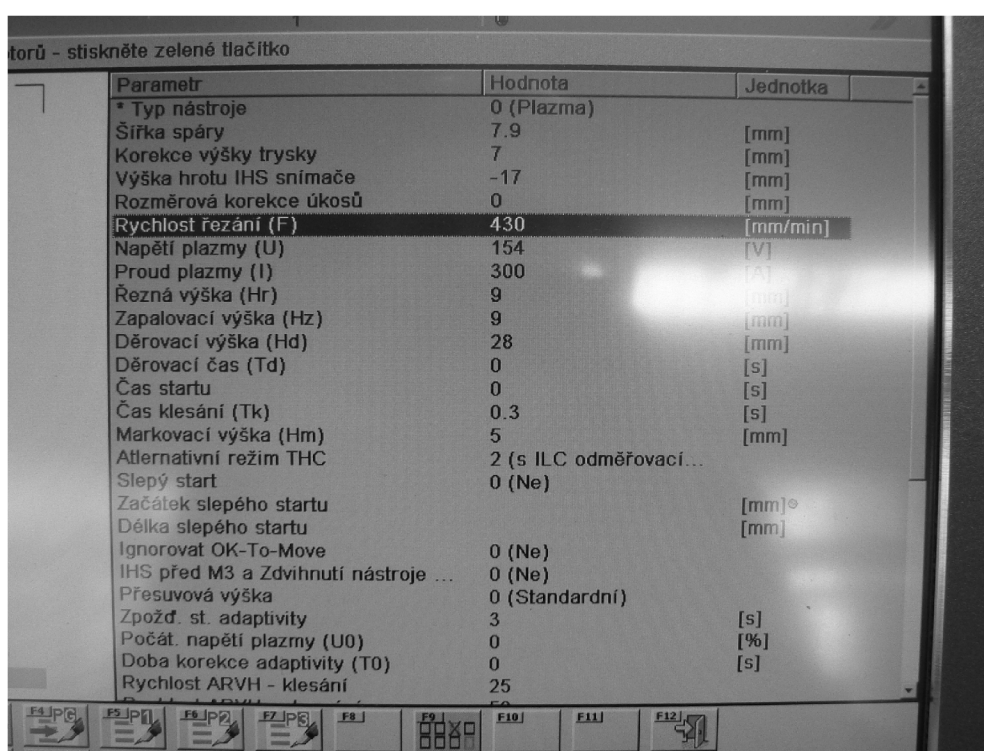 torů - stiskněte zelené tlačítko
Parametr Hodnota Jednotka
* Typ nástroje 0 (Plazma)
Šířka spáry 7.9 [mm]
Korekce výšky trysky 7 [mm]
Výška hrotu IHS snímače -17 [mm]
Rozměrová korekce úkosů 0 [mm]
Rychlost řezání (F) 430 [mm/min]
Napětí plazmy (U) 154 [V]
Proud plazmy (I) 300 [A]
Řezná výška (Hr) 9 [mm]
Zapalovací výška (Hz) 9 [mm]
Děrovací výška (Hd) 28 [mm]
Děrovací čas (Td) 0 [s]
Čas startu 0 [s]
Čas klesání (Tk) 0.3 [s]
Markovací výška (Hm) 5 [mm]
Atlernativní režim THC 2 (s ILC odměřovací...
Slepý start 0 (Ne)
Začátek slepého startu [mm]
Délka slepého startu [mm]
Ignorovat OK-To-Move 0 (Ne)
IHS před M3 a Zdvihnutí nástroje ... 0 (Ne)
Přesuvová výška 0 (Standardní)
Zpožď. st. adaptivity 3 [s]
Počát. napětí plazmy (U0) 0 [%]
Doba korekce adaptivity (T0) 0 [s]
Rychlost ARVH - klesání 25
F4 PG F5 P1 F6 P2 F7 P3 F8 F9 F10 F11 F12